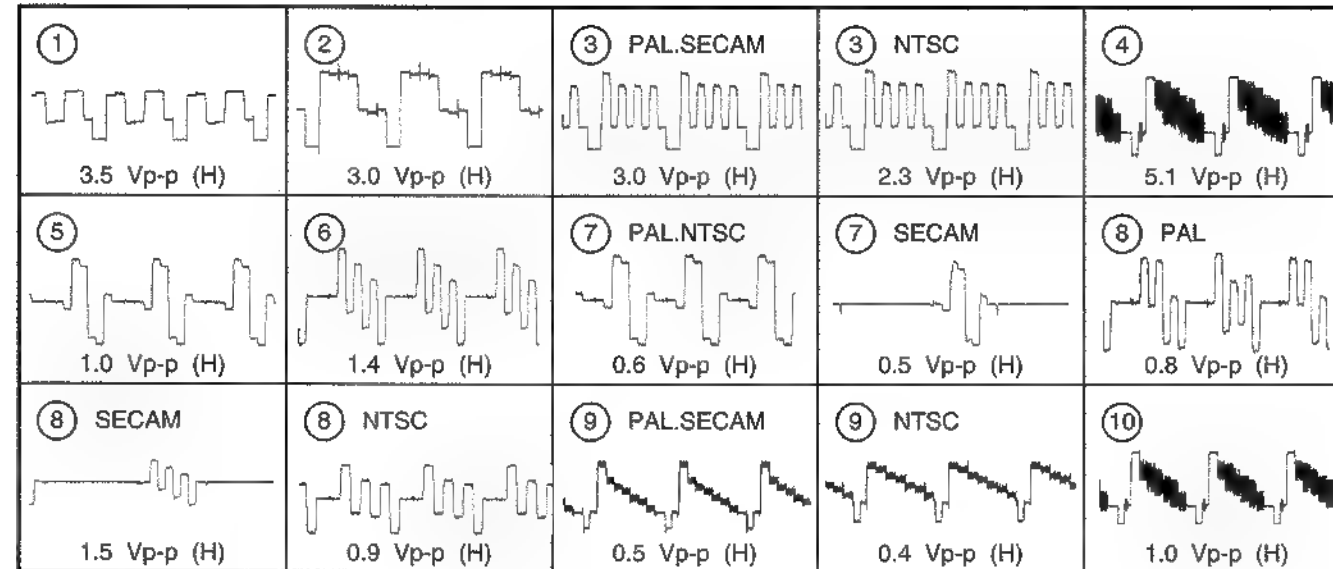 ① ② ③ PAL.SECAM ③ NTSC ④
3.5 Vp-p (H) 3.0 Vp-p (H) 3.0 Vp-p (H) 2.3 Vp-p (H) 5.1 Vp-p (H)
⑤ ⑥ ⑦ PAL.NTSC ⑦ SECAM ⑧ PAL
1.0 Vp-p (H) 1.4 Vp-p (H) 0.6 Vp-p (H) 0.5 Vp-p (H) 0.8 Vp-p (H)
⑧ SECAM ⑧ NTSC ⑨ PAL.SECAM ⑨ NTSC ⑩
1.5 Vp-p (H) 0.9 Vp-p (H) 0.5 Vp-p (H) 0.4 Vp-p (H) 1.0 Vp-p (H)